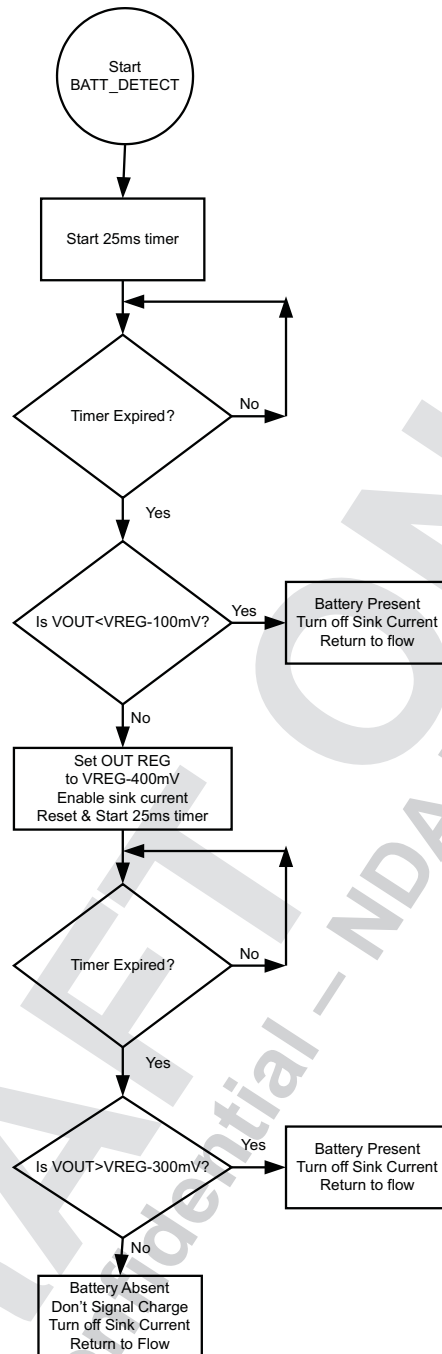 Start
BATT_DETECT
Start 25ms timer
Timer Expired?
No
Yes
Is VOUT<VREG-100mV?
Yes
Battery Present
Turn off Sink Current
Return to flow
No
Set OUT REG
to VREG-400mV
Enable sink current
Reset & Start 25ms timer
Timer Expired?
No
Yes
Is VOUT>VREG-300mV?
Yes
Battery Present
Turn off Sink Current
Return to flow
No
Battery Absent
Don't Signal Charge
Turn off Sink Current
Return to Flow
– NDA